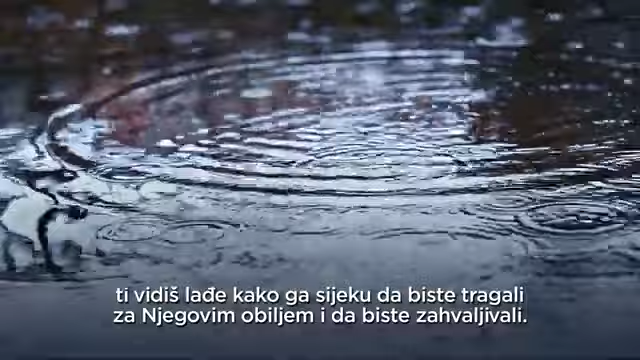 ti vidiš lađe kako ga sijeku da biste tragali
za Njegovim obiljem i da biste zahvaljivali.